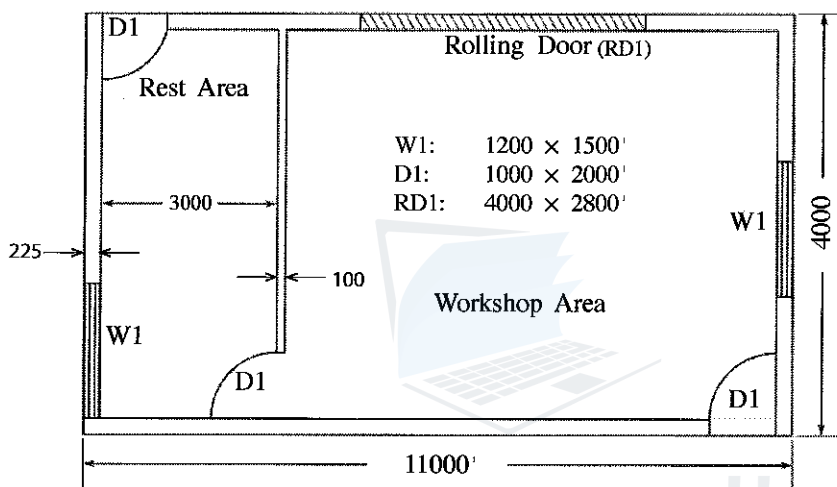 D1
Rolling Door (RD1)
Rest Area
W1: 1200 × 1500
D1: 1000 × 2000
RD1: 4000 × 2800
3000
W1
4000
225
100
Workshop Area
W1
D1
D1
11000